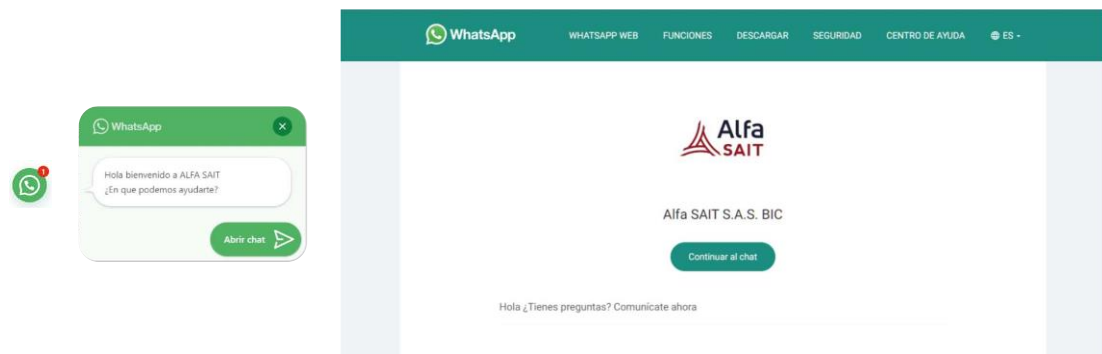 1
WhatsApp
Hola bienvenido a ALFA SAIT
¿En que podemos ayudarte?
Abrir chat
WhatsApp
WHATSAPP WEB
FUNCIONES
DESCARGAR
SEGURIDAD
CENTRO DE AYUDA
ES
Alfa
SAIT
Alfa SAIT S.A.S. BIC
Continuar al chat
Hola ¿Tienes preguntas? Comunícate ahora